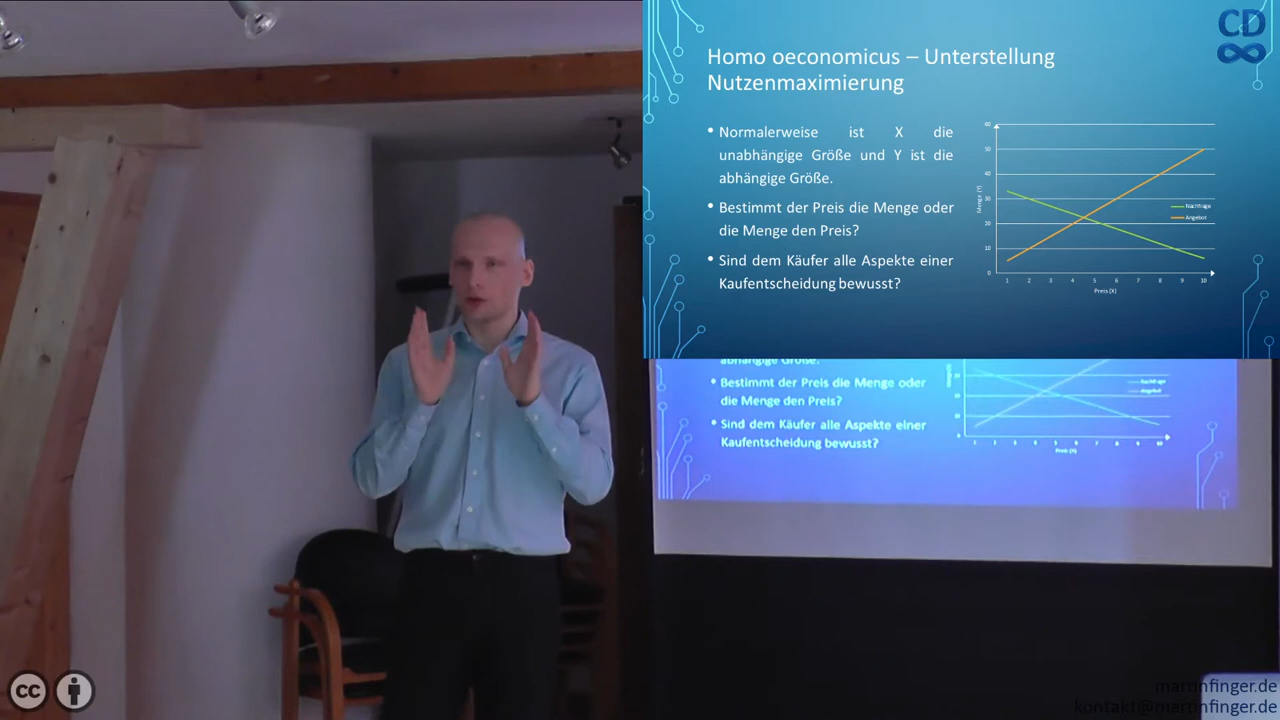 CD
Homo oeconomicus – Unterstellung
Nutzenmaximierung
• Normalerweise ist X die
unabhängige Größe und Y ist die
abhängige Größe.
• Bestimmt der Preis die Menge oder
die Menge den Preis?
• Sind dem Käufer alle Aspekte einer
Kaufentscheidung bewusst?
60
50
40
30
20
10
0
Menge (Y)
Nachfrage
Angebot
1 2 3 4 5 6 7 8 9 10
Preis (X)
abhängige Größe.
• Bestimmt der Preis die Menge oder
die Menge den Preis?
• Sind dem Käufer alle Aspekte einer
Kaufentscheidung bewusst?
Nachfrage
Angebot
Preis (X)
cc
martinfinger.de
kontakt@martinfinger.de